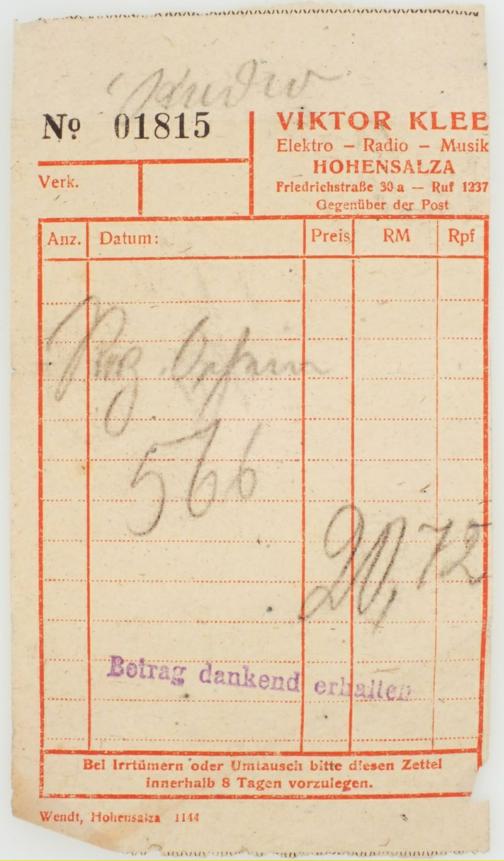 Nº 01815
VIKTOR KLEE
Elektro – Radio – Musik
HOHENSALZA
Friedrichstraße 30 a — Ruf 1237
Gegenüber der Post
Verk.
Anz. Datum: Preis RM Rpf
566
20,72
Betrag dankend erhalten
Bei Irrtümern oder Umtausch bitte diesen Zettel
innerhalb 8 Tagen vorzulegen.
Wendt, Hohensalza 1144